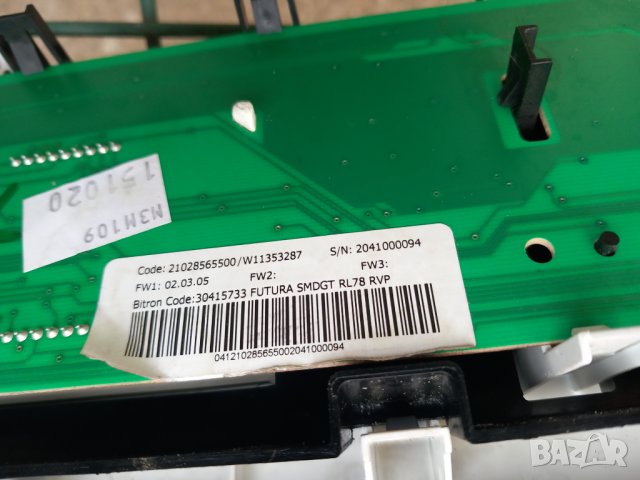 M3M109
151020
Code: 21028565500/W11353287 S/N: 2041000094
FW1: 02.03.05 FW2: FW3:
Bitron Code:30415733 FUTURA SMDGT RL78 RVP
041210285655002041000094
BAZAR
bg